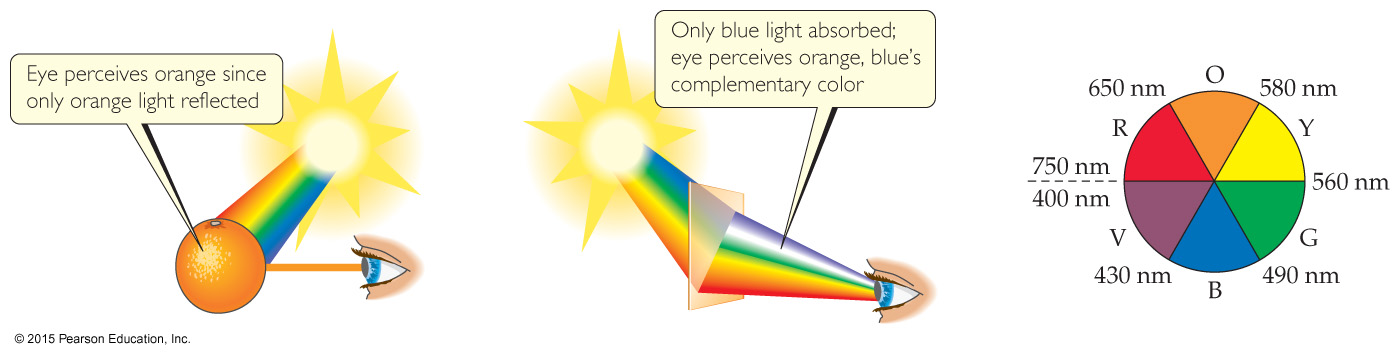 Eye perceives orange since
only orange light reflected
Only blue light absorbed;
eye perceives orange, blue's
complementary color
O
650 nm
580 nm
R
Y
750 nm
400 nm
560 nm
V
G
430 nm
490 nm
B
© 2015 Pearson Education, Inc.